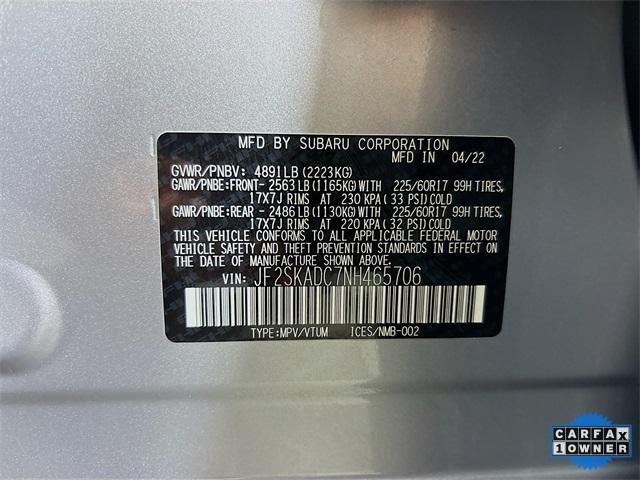 MFD BY SUBARU CORPORATION
MFD IN 04/22
GVWR/PNBV: 4891LB (2223KG)
GAWR/PNBE:FRONT- 2563LB (1165KG)WITH 225/60R17 99H TIRES,
17X7J RIMS AT 230 KPA( 33 PSI)COLD
GAWR/PNBE:REAR - 2486LB (1130KG)WITH 225/60R17 99H TIRES,
17X7J RIMS AT 220 KPA( 32 PSI)COLD
THIS VEHICLE CONFORMS TO ALL APPLICABLE FEDERAL MOTOR
VEHICLE SAFETY AND THEFT PREVENTION STANDARDS IN EFFECT ON
THE DATE OF MANUFACTURE SHOWN ABOVE.
VIN: JF2SKADC7NH465706
TYPE:MPV/VTUM ICES/NMB-002
CARFAX
1 OWNER